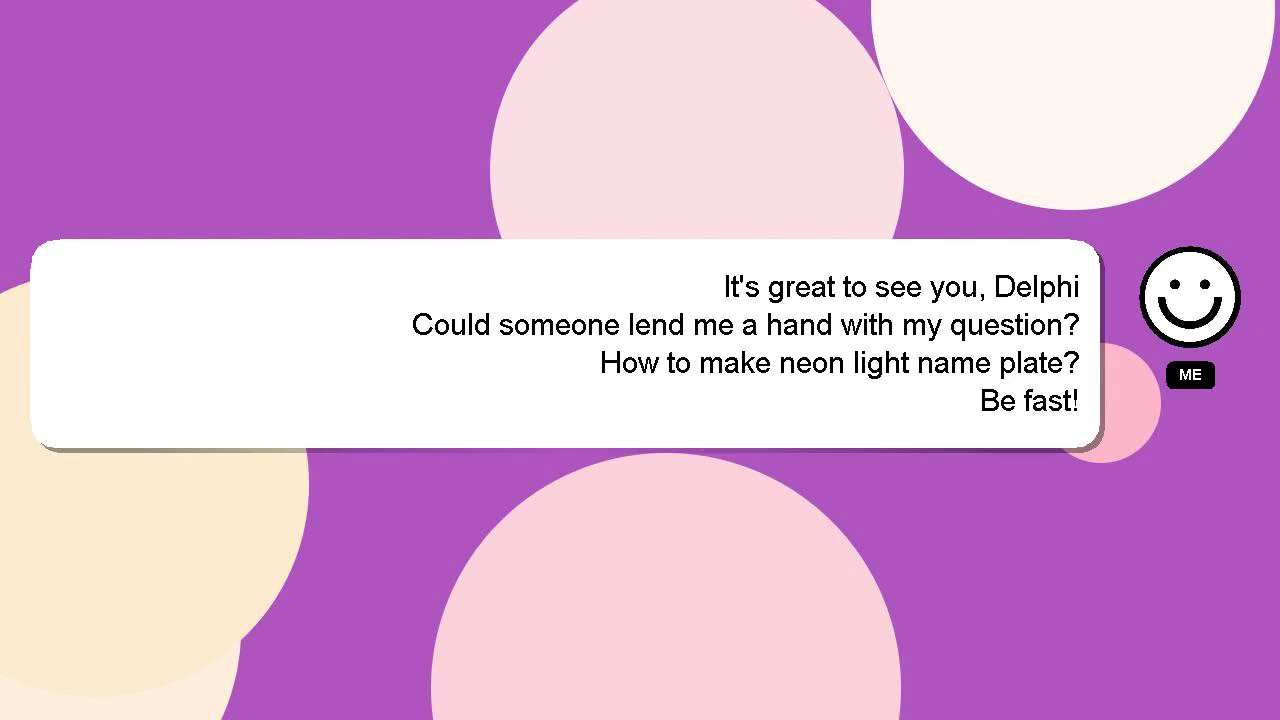 It's great to see you, Delphi
Could someone lend me a hand with my question?
How to make neon light name plate?
Be fast!
ME